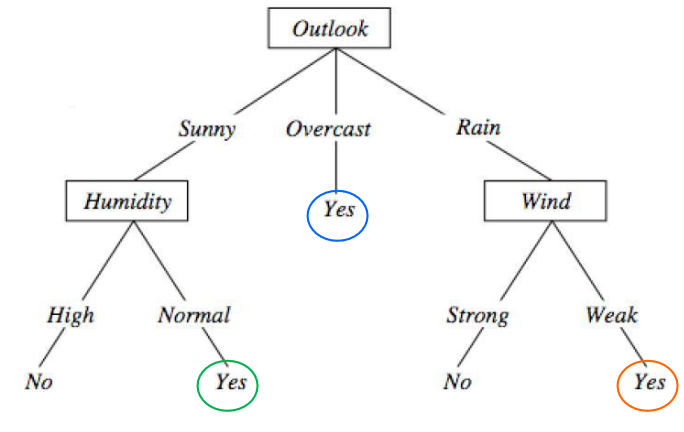 Outlook
Sunny Overcast Rain
Humidity Yes Wind
High Normal Strong Weak
No Yes No Yes